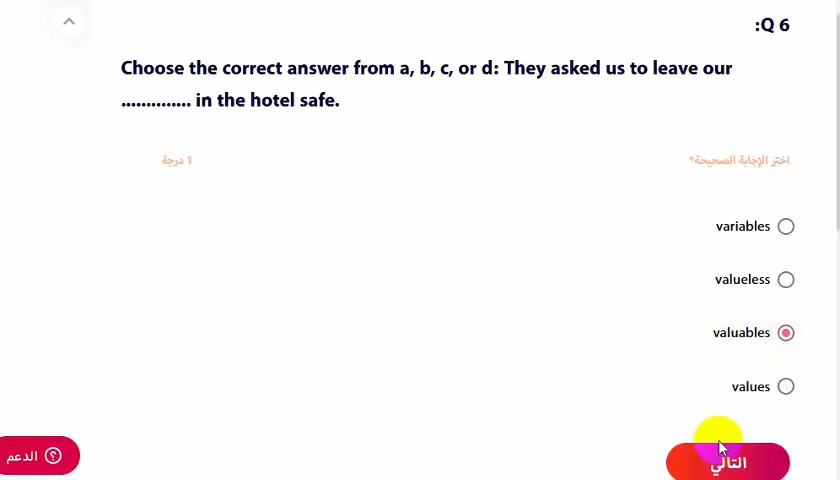 :Q 6
Choose the correct answer from a, b, c, or d: They asked us to leave our
.............. in the hotel safe.
اختر الإجابة الصحيحة*
1 درجة
variables
valueless
valuables
values
التالي
الدعم